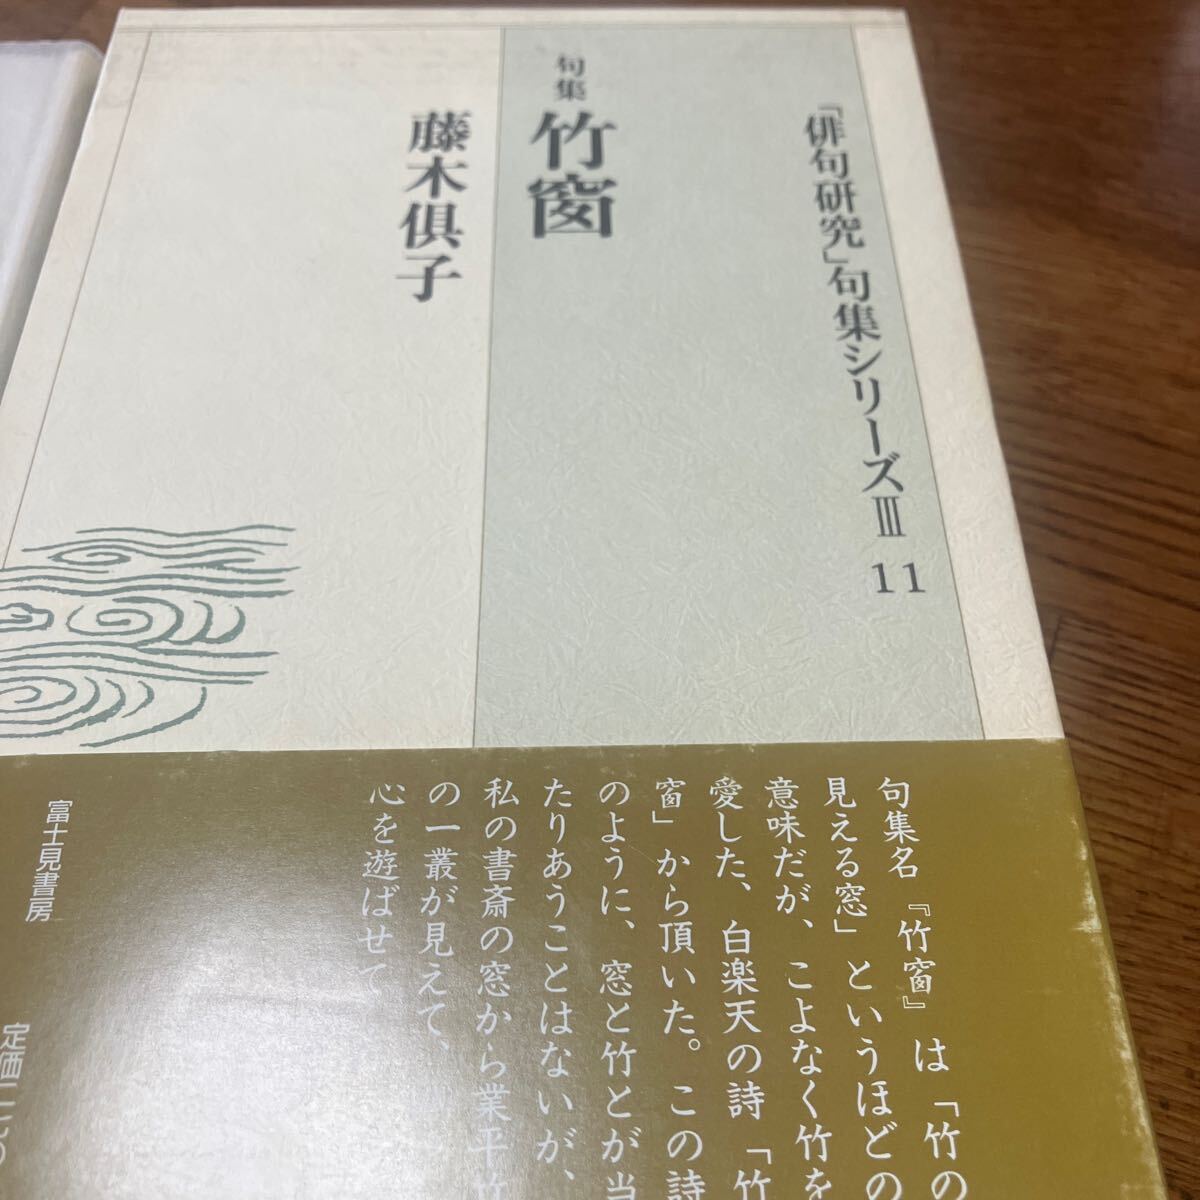 「俳句研究」句集シリーズⅢ 11
句集 竹窗
藤木倶子
句集名『竹窗』は「竹の
見える窓」というほどの
意味だが、こよなく竹を
愛した、白楽天の詩「竹
窗」から頂いた。この詩
のように、窓と竹とが当
たりあうことはないが、
私の書斎の窓から業平竹
の一叢が見えて、
心を遊ばせて
富士見書房
定価二